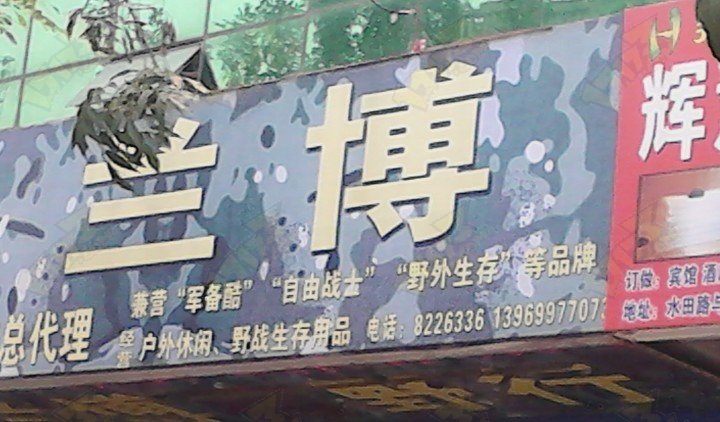 兰博
兼营“军备酷”“自由战士”“野外生存”等品牌
总代理 经营 户外休闲、野战生存用品 电话:8226336 1396997707
辉
订做:宾馆 酒
地址:水田路